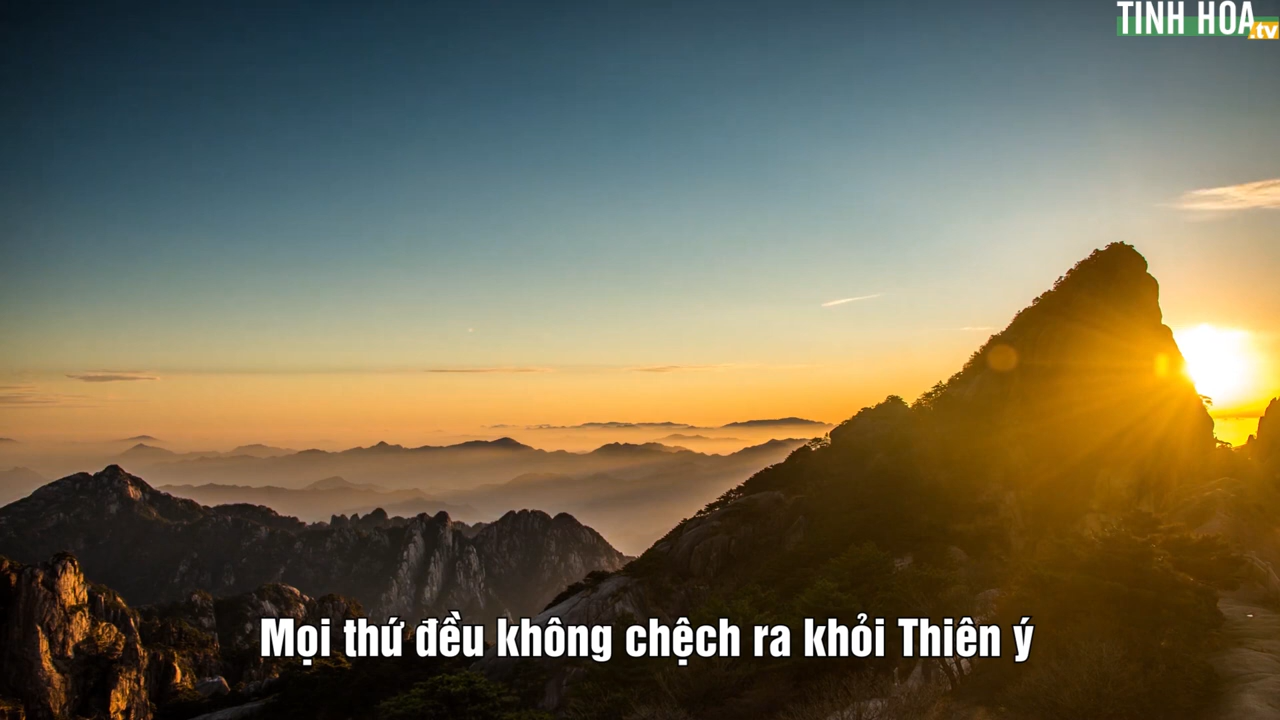 TINH HOA
.tv
Mọi thứ đều không chệch ra khỏi Thiên ý